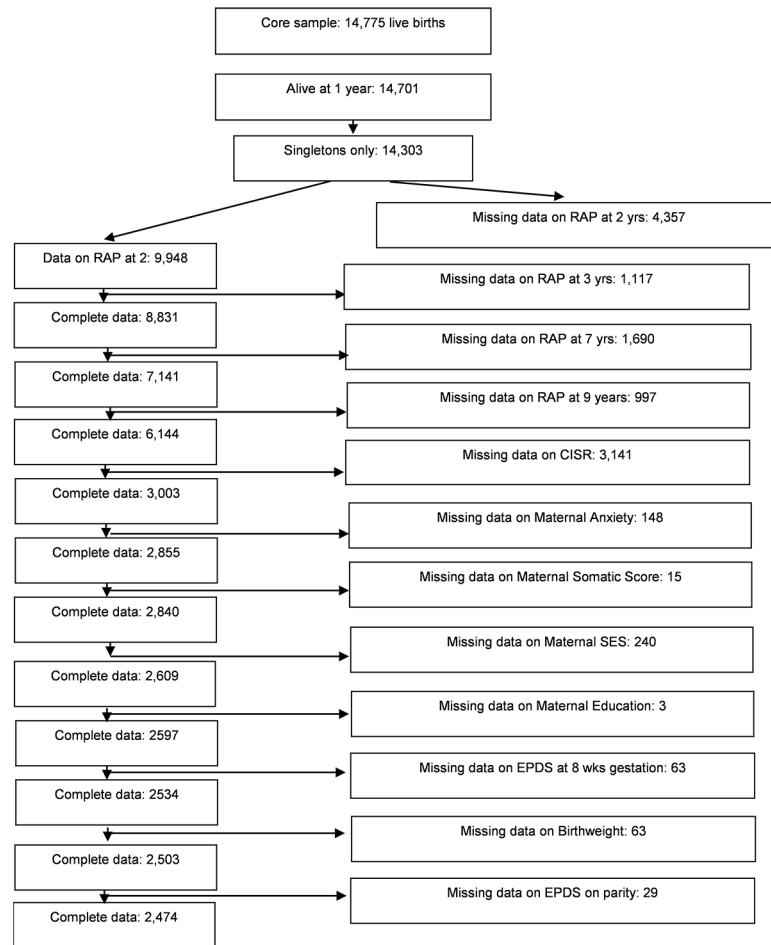 Core sample: 14,775 live births
Alive at 1 year: 14,701
Singletons only: 14,303
Missing data on RAP at 2 yrs: 4,357
Data on RAP at 2: 9,948
Missing data on RAP at 3 yrs: 1,117
Complete data: 8,831
Missing data on RAP at 7 yrs: 1,690
Complete data: 7,141
Missing data on RAP at 9 years: 997
Complete data: 6,144
Missing data on CISR: 3,141
Complete data: 3,003
Missing data on Maternal Anxiety: 148
Complete data: 2,855
Missing data on Maternal Somatic Score: 15
Complete data: 2,840
Missing data on Maternal SES: 240
Complete data: 2,609
Missing data on Maternal Education: 3
Complete data: 2597
Missing data on EPDS at 8 wks gestation: 63
Complete data: 2534
Missing data on Birthweight: 63
Complete data: 2,503
Missing data on EPDS on parity: 29
Complete data: 2,474